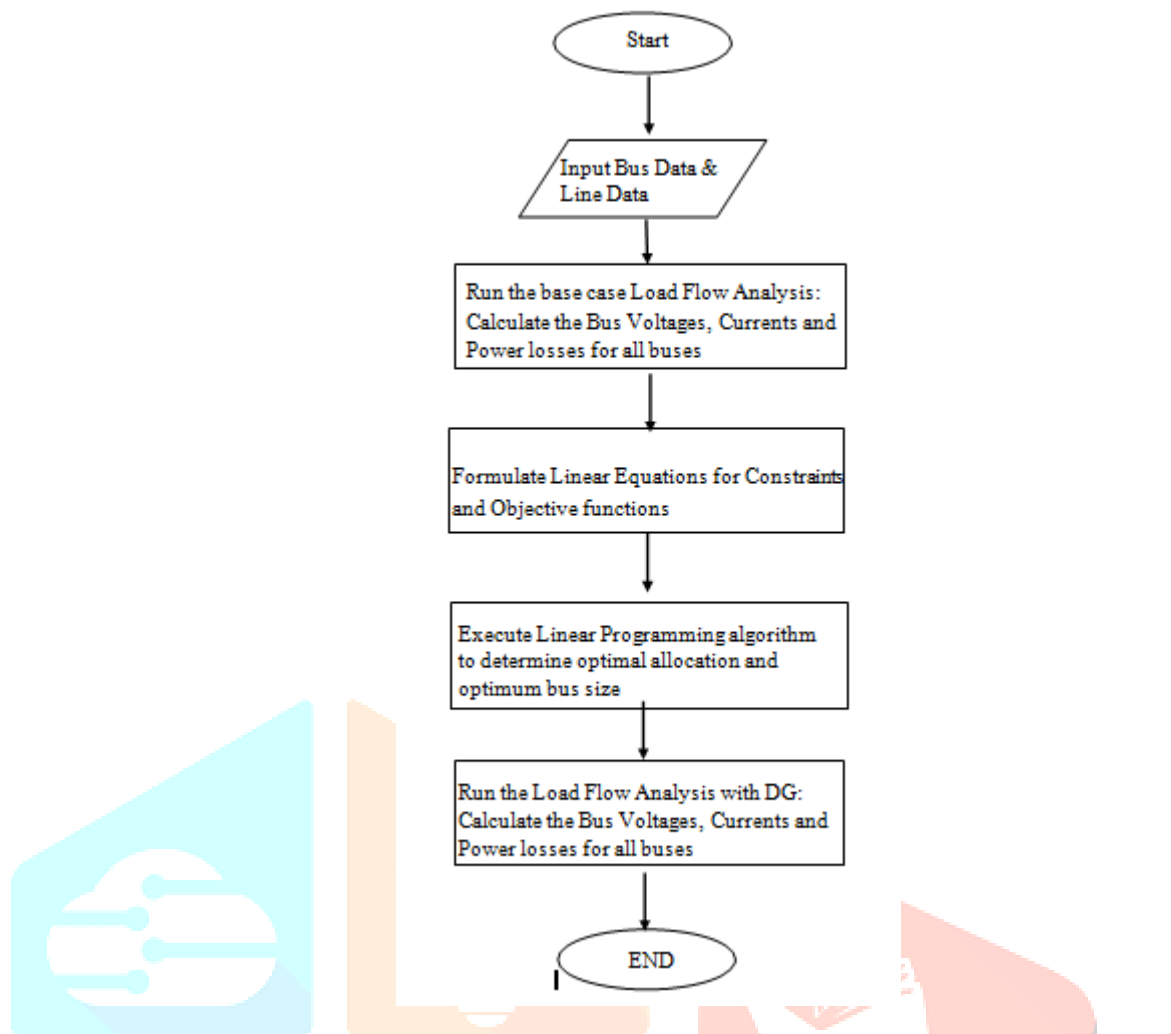 Start
Input Bus Data &
Line Data
Run the base case Load Flow Analysis:
Calculate the Bus Voltages, Currents and
Power losses for all buses
Formulate Linear Equations for Constraints
and Objective functions
Execute Linear Programming algorithm
to determine optimal allocation and
optimum bus size
Run the Load Flow Analysis with DG:
Calculate the Bus Voltages, Currents and
Power losses for all buses
END